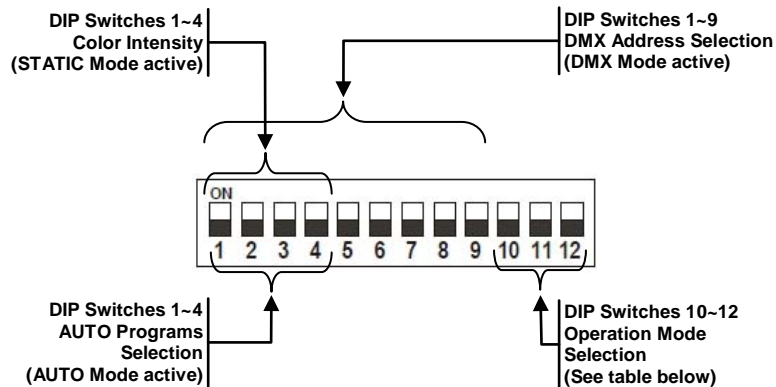 DIP Switches 1~4
Color Intensity
(STATIC Mode active)
DIP Switches 1~9
DMX Address Selection
(DMX Mode active)
ON
1 2 3 4 5 6 7 8 9 10 11 12
DIP Switches 1~4
AUTO Programs
Selection
(AUTO Mode active)
DIP Switches 10~12
Operation Mode
Selection
(See table below)